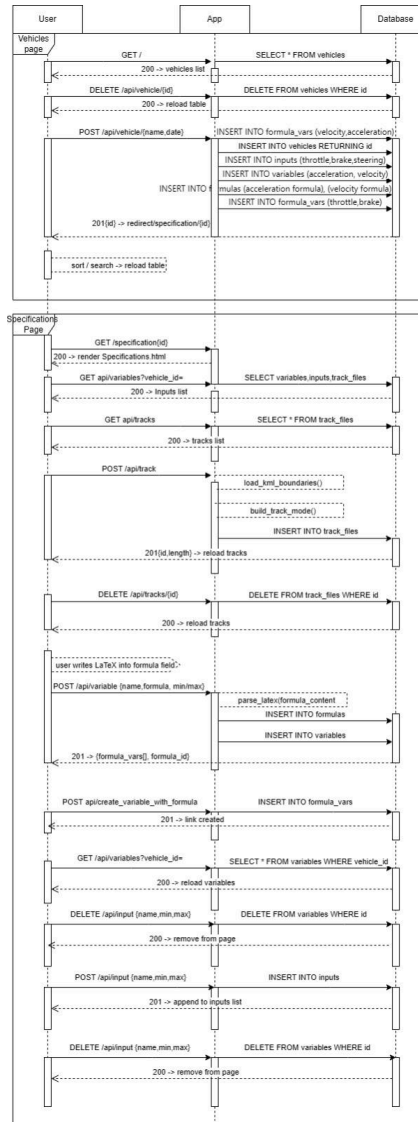 User
App
Database
Vehicles
page
GET /
SELECT * FROM vehicles
200 -> vehicles list
DELETE /api/vehicle/{id}
DELETE FROM vehicles WHERE id
200 -> reload table
POST /api/vehicle/{name,date}
INSERT INTO formula_vars (velocity,acceleration)
INSERT INTO vehicles RETURNING id
INSERT INTO inputs (throttle,brake,steering)
INSERT INTO variables (acceleration, velocity)
INSERT INTO formulas (acceleration formula), (velocity formula)
INSERT INTO formula_vars {throttle,brake)
201{id} -> redirect/specification/{id}
sort / search -> reload table
Specifications
Page
GET /specification{id}
200 -> render Specifications.html
GET api/variables?vehicle_id=
SELECT variables,inputs,track_files
200 -> Inputs list
GET api/tracks
SELECT * FROM track_files
200 -> tracks list
POST /api/track
load_kml_boundaries()
build_track_mode()
INSERT INTO track_files
201{id,length} -> reload tracks
DELETE /api/tracks/{id}
DELETE FROM track_files WHERE id
200 -> reload tracks
user writes LaTeX into formula field
POST /api/variable {name,formula, min/max}
parse_latex(formula_content
INSERT INTO formulas
INSERT INTO variables
201 -> {formula_vars[], formula_id}
POST api/create_variable_with_formula
INSERT INTO formula_vars
201 -> link created
GET /api/variables?vehicle_id=
SELECT * FROM variables WHERE vehicle_id
200 -> reload variables
DELETE /api/input {name,min,max}
DELETE FROM variables WHERE id
200 -> remove from page
POST /api/input {name,min,max}
INSERT INTO inputs
201 -> append to inputs list
DELETE /api/input {name,min,max}
DELETE FROM variables WHERE id
200 -> remove from page